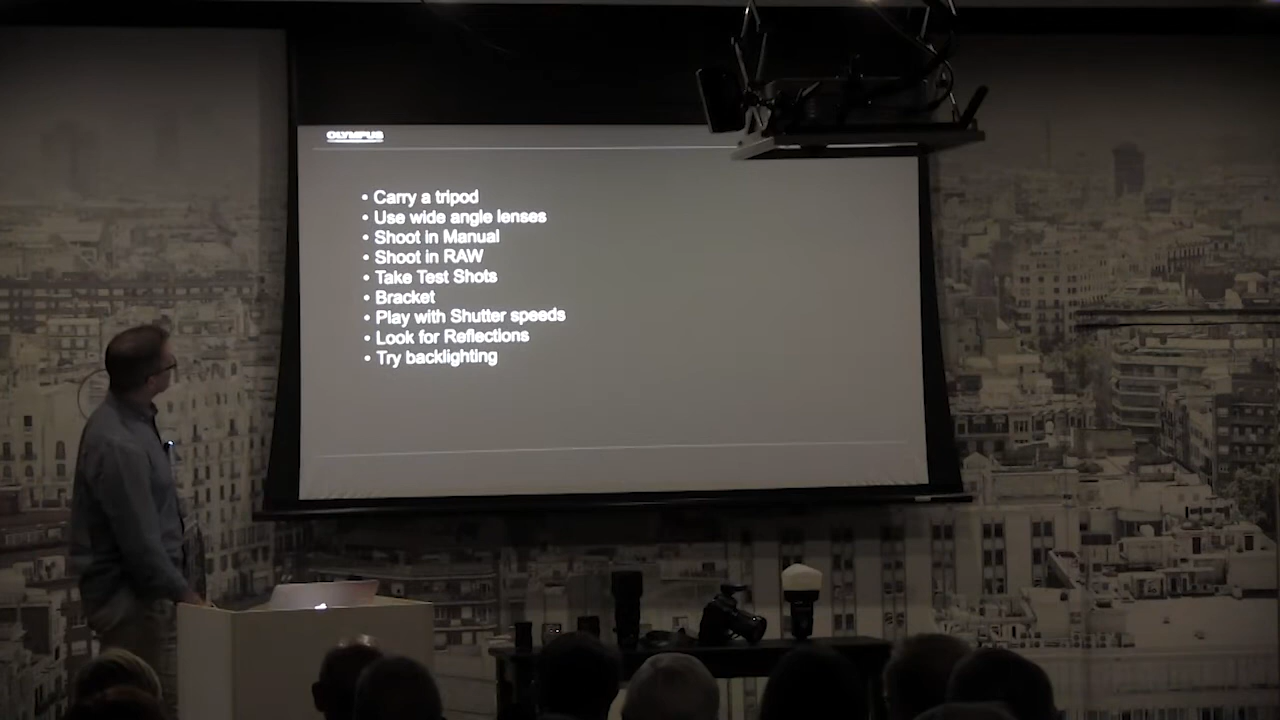 OLYMPUS
• Carry a tripod
• Use wide angle lenses
• Shoot in Manual
• Shoot in RAW
• Take Test Shots
• Bracket
• Play with Shutter speeds
• Look for Reflections
• Try backlighting